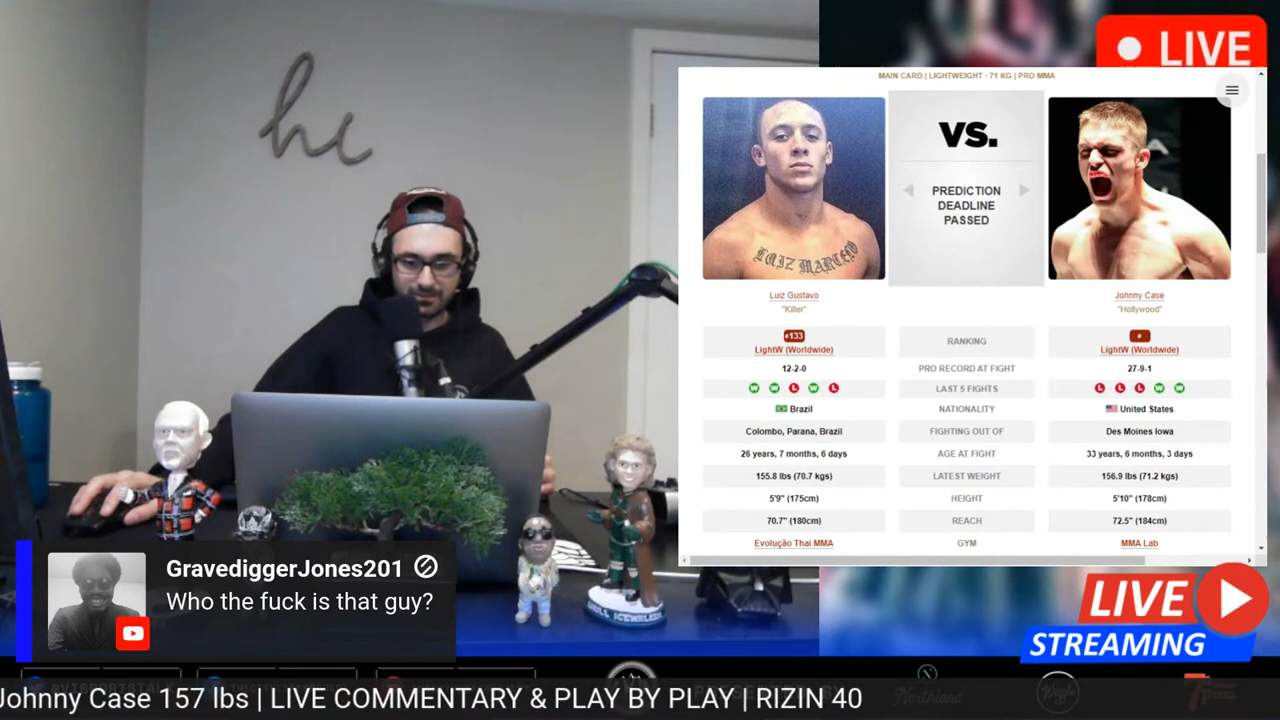 hi
LIVE
MAIN CARD | LIGHTWEIGHT · 71 KG | PRO MMA
VS.
PREDICTION
DEADLINE
PASSED
LUIZ GUSTAVO
Luiz Gustavo
"Killer"
Johnny Case
"Hollywood"
#133
LightW (Worldwide)
RANKING
#
LightW (Worldwide)
12-2-0
PRO RECORD AT FIGHT
27-9-1
W W L W L
LAST 5 FIGHTS
L L L W W
Brazil
NATIONALITY
United States
Colombo, Parana, Brazil
FIGHTING OUT OF
Des Moines Iowa
26 years, 7 months, 6 days
AGE AT FIGHT
33 years, 6 months, 3 days
155.8 lbs (70.7 kgs)
LATEST WEIGHT
156.9 lbs (71.2 kgs)
5'9" (175cm)
HEIGHT
5'10" (178cm)
70.7" (180cm)
REACH
72.5" (184cm)
Evolução Thai MMA
GYM
MMA Lab
GravediggerJones201
Who the fuck is that guy?
LIVE
STREAMING
Northland
Johnny Case 157 lbs | LIVE COMMENTARY & PLAY BY PLAY | RIZIN 40